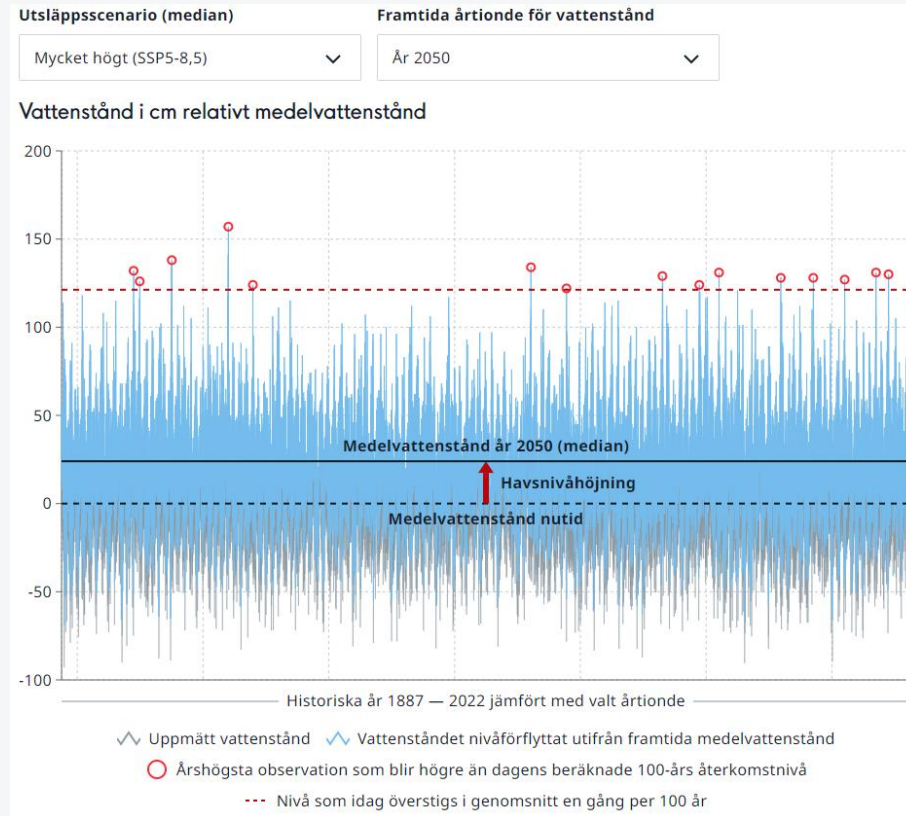 Utsläppsscenario (median) Framtida årtionde för vattenstånd
Mycket högt (SSP5-8,5) År 2050
Vattenstånd i cm relativt medelvattenstånd
200
150
100
50
Medelvattenstånd år 2050 (median)
Havsnivåhöjning
0
Medelvattenstånd nutid
-50
-100
Historiska år 1887 — 2022 jämfört med valt årtionde
Uppmätt vattenstånd Vattenståndet nivåförflyttat utifrån framtida medelvattenstånd
Årshögsta observation som blir högre än dagens beräknade 100-års återkomstnivå
Nivå som idag överstigs i genomsnitt en gång per 100 år